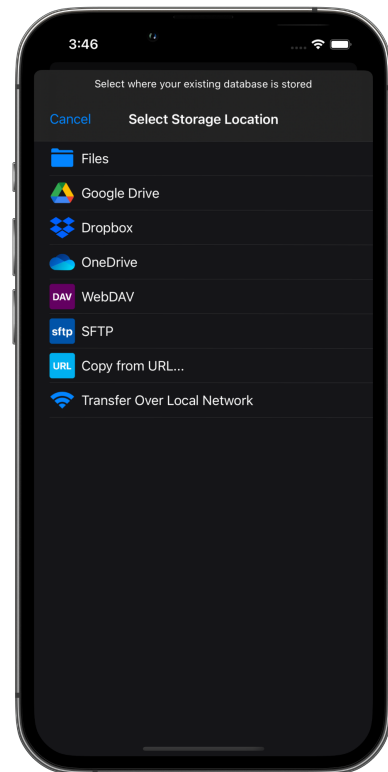 3:46
Select where your existing database is stored
Cancel Select Storage Location
Files
Google Drive
Dropbox
OneDrive
DAV WebDAV
sftp SFTP
URL Copy from URL...
Transfer Over Local Network